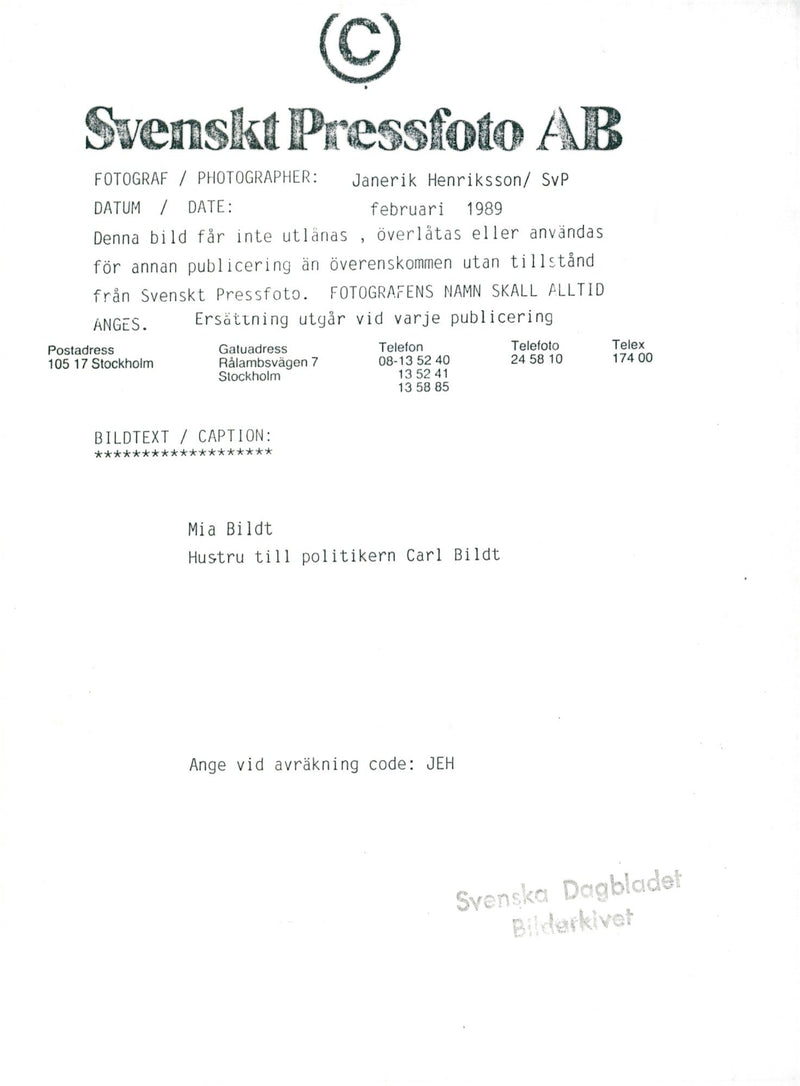 ©
Svenskt Pressfoto AB
FOTOGRAF / PHOTOGRAPHER: Janerik Henriksson/ SvP
DATUM / DATE: februari 1989
Denna bild får inte utlånas , överlåtas eller användas
för annan publicering än överenskommen utan tillstånd
från Svenskt Pressfoto. FOTOGRAFENS NAMN SKALL ALLTID
ANGES. Ersättning utgår vid varje publicering
Postadress Gatuadress Telefon Telefoto Telex
105 17 Stockholm Rålambsvägen 7 08-13 52 40 24 58 10 174 00
Stockholm 13 52 41
13 58 85
BILDTEXT / CAPTION:
*******************
Mia Bildt
Hustru till politikern Carl Bildt
Ange vid avräkning code: JEH
Svenska Dagbladet
Bildarkivet